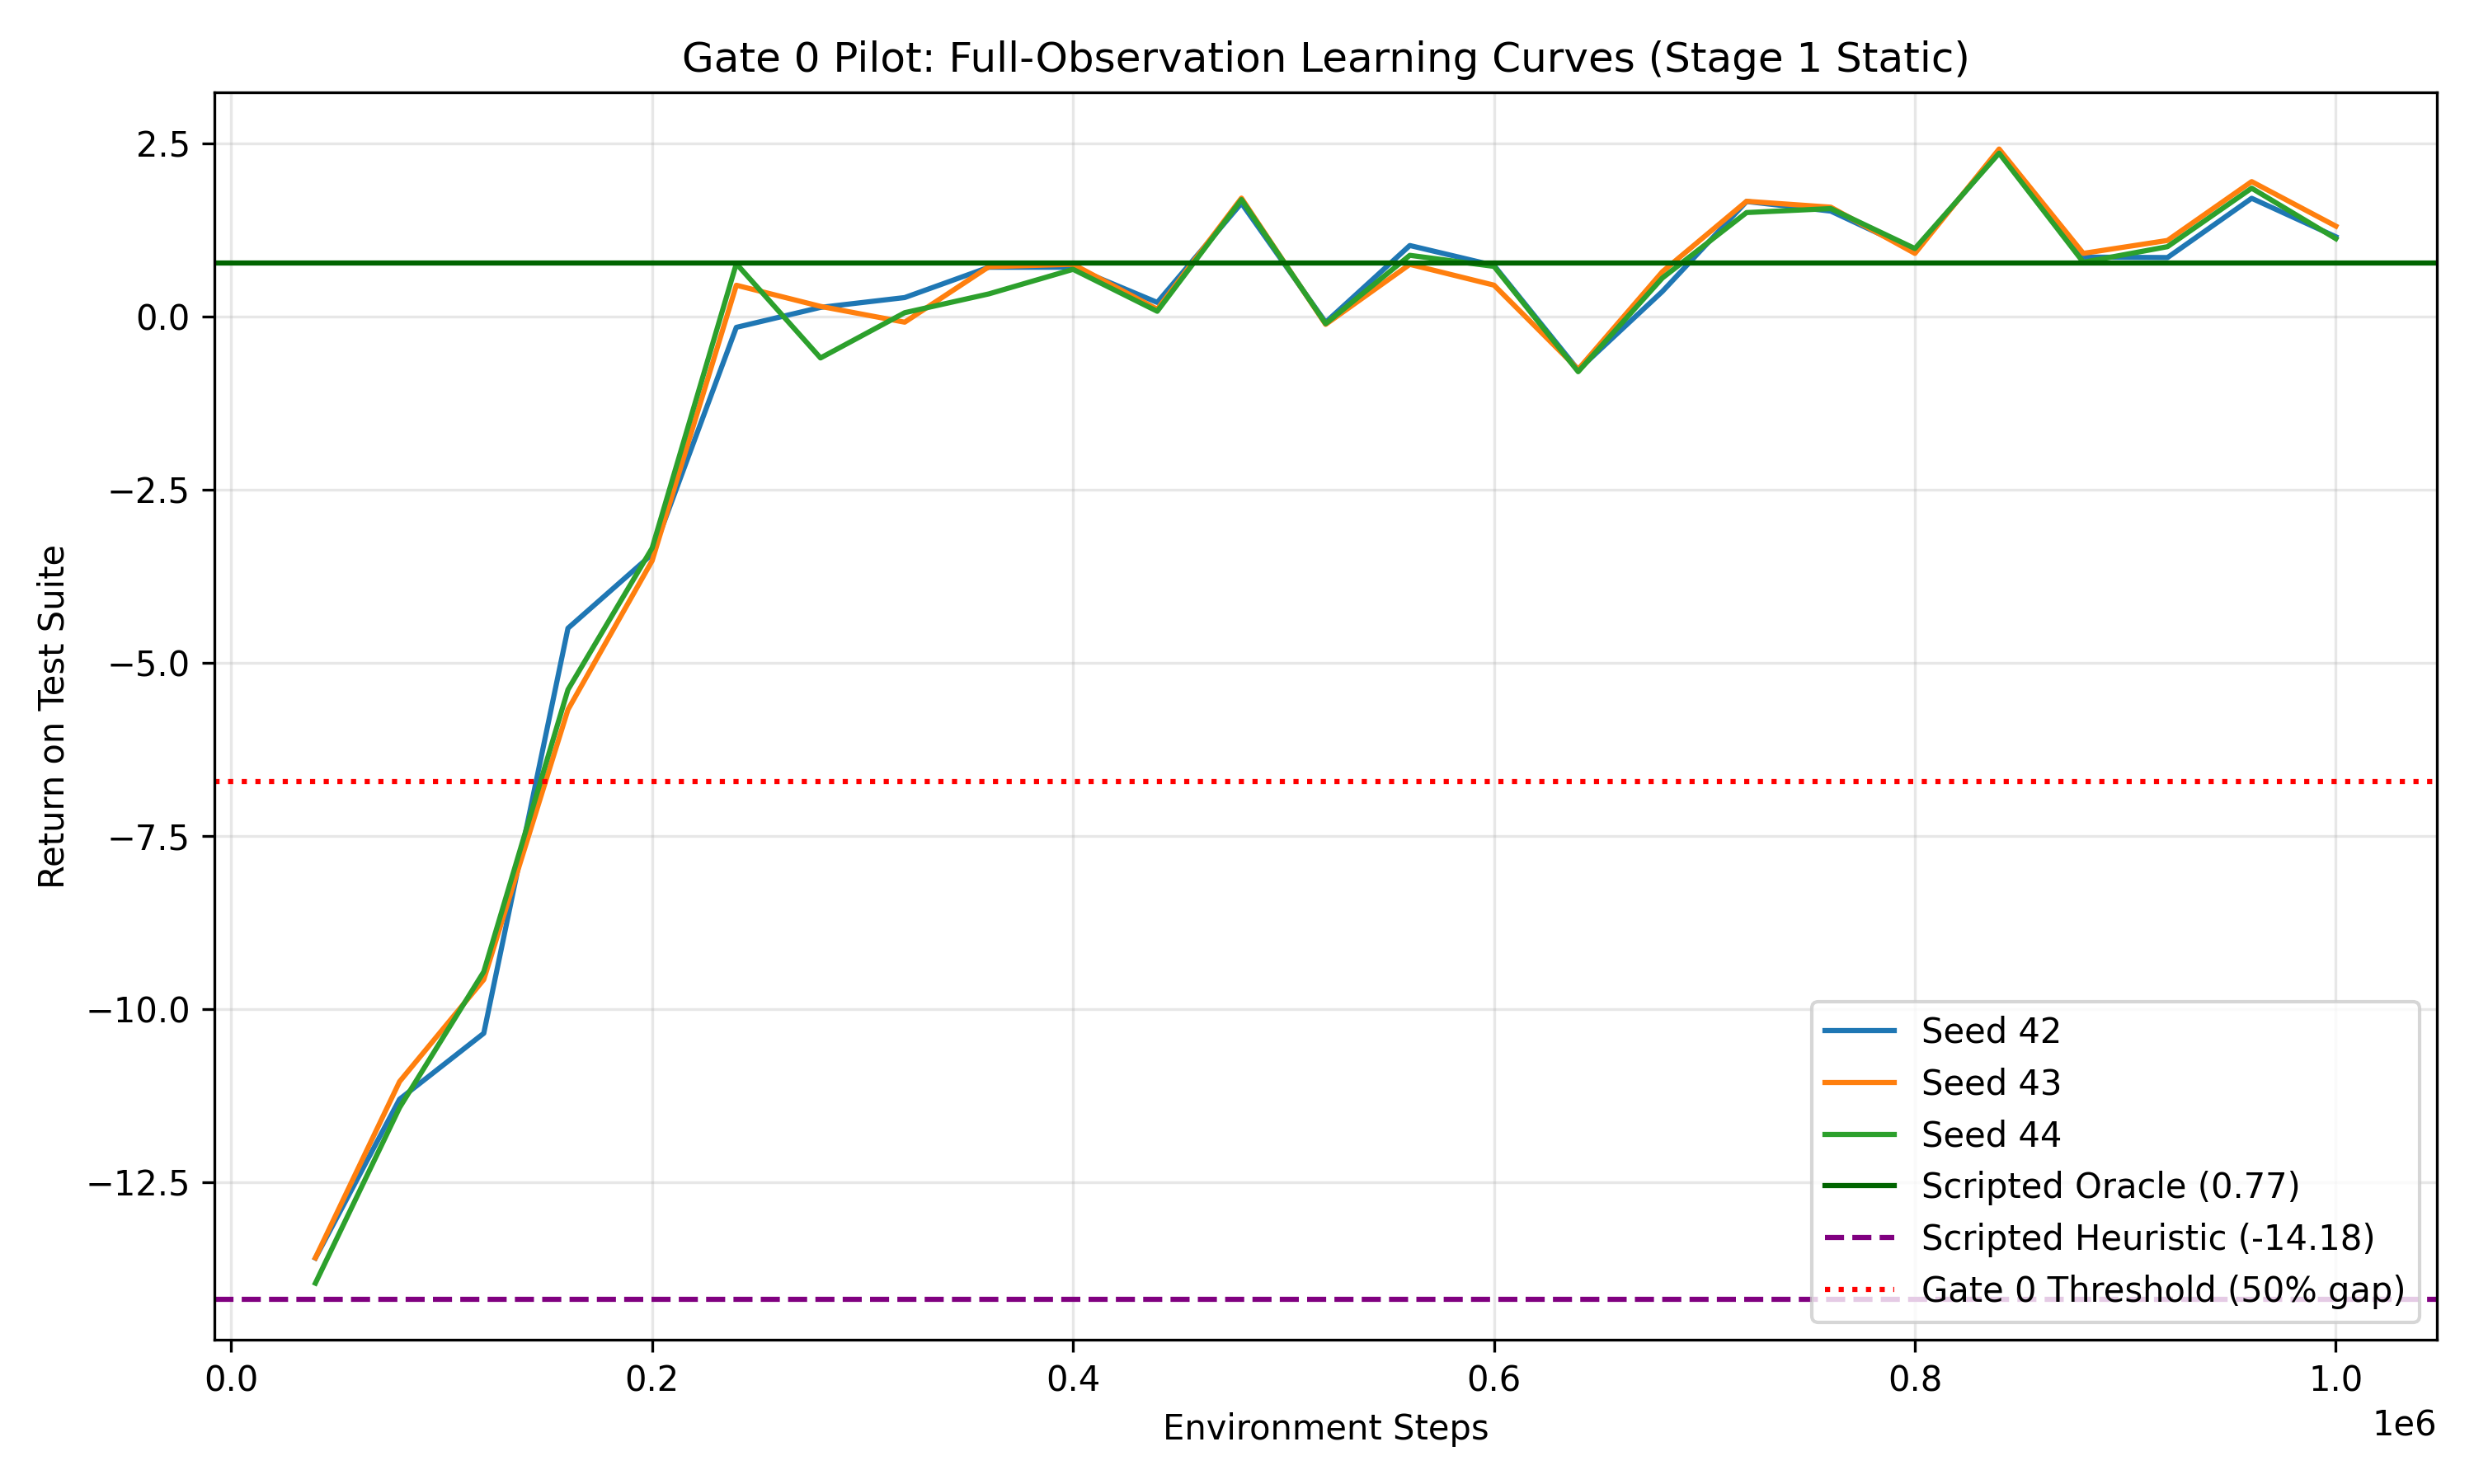 Gate 0 Pilot: Full-Observation Learning Curves (Stage 1 Static)
Return on Test Suite
2.5
0.0
−2.5
−5.0
−7.5
−10.0
−12.5
Seed 42
Seed 43
Seed 44
Scripted Oracle (0.77)
Scripted Heuristic (-14.18)
Gate 0 Threshold (50% gap)
0.0 0.2 0.4 0.6 0.8 1.0
1e6
Environment Steps